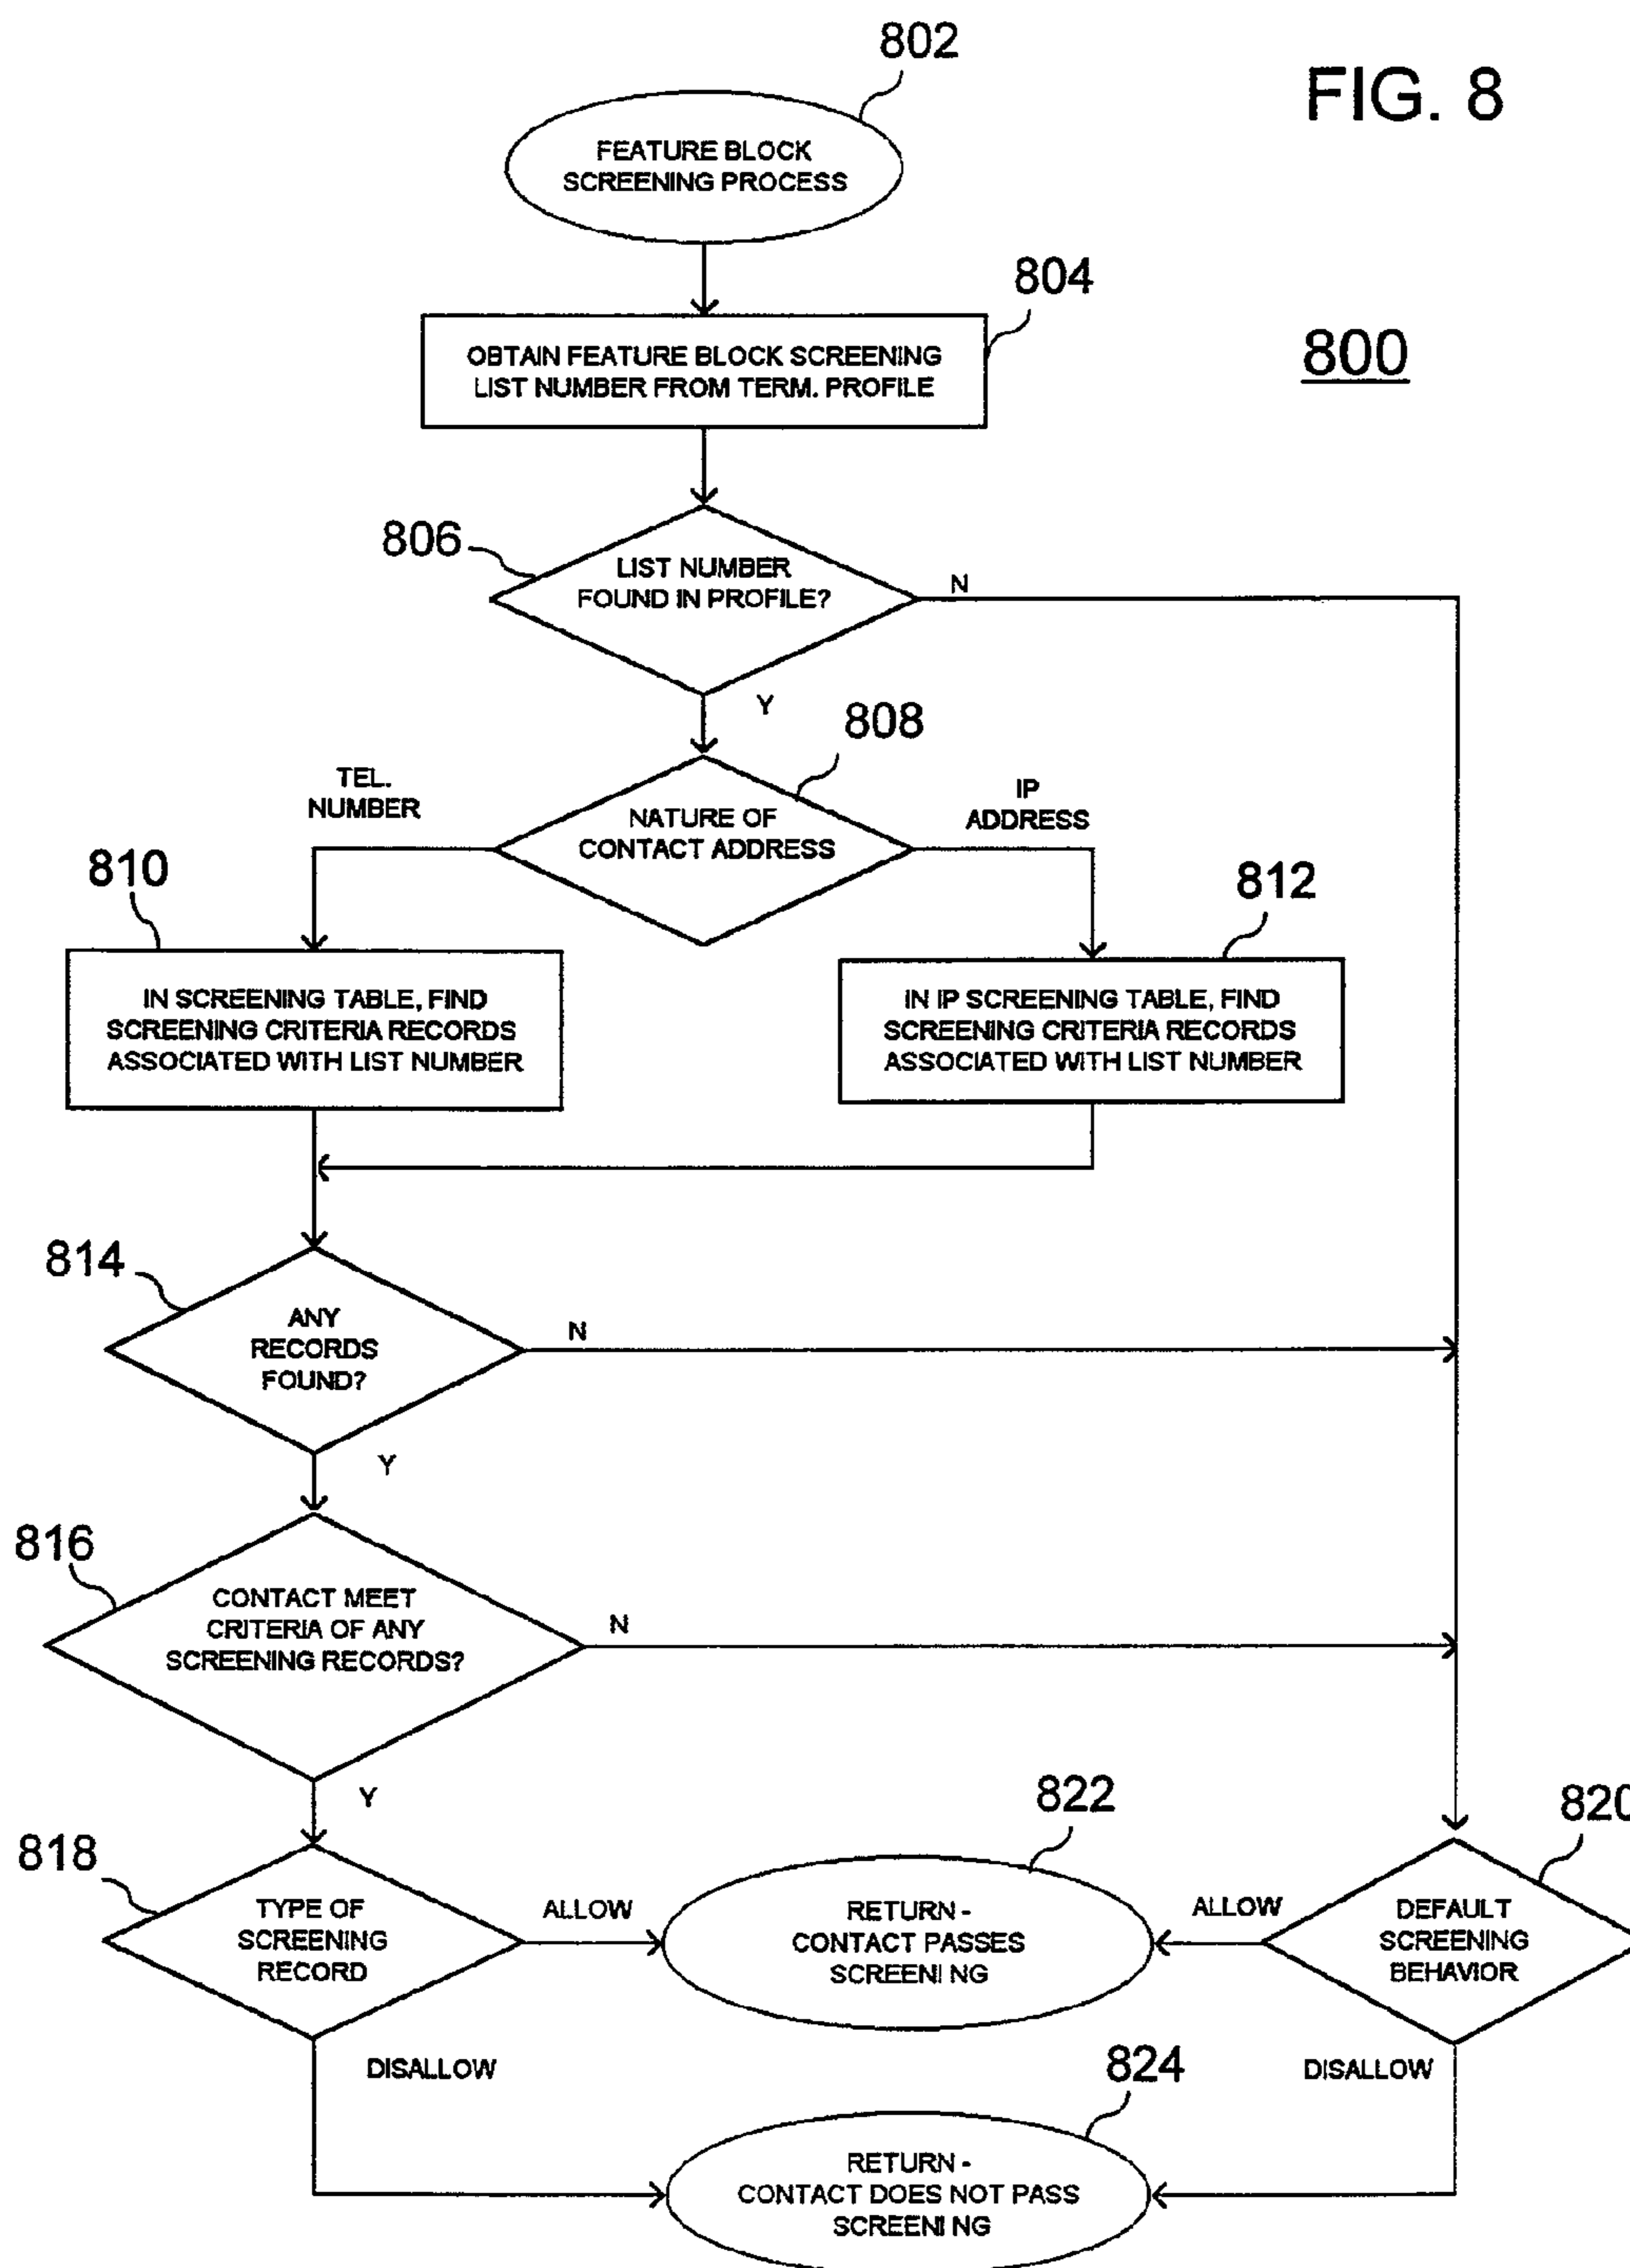 802
FIG. 8
FEATURE BLOCK
SCREENING PROCESS
804
OBTAIN FEATURE BLOCK SCREENING
LIST NUMBER FROM TERM. PROFILE
800
806
LIST NUMBER
FOUND IN PROFILE?
N
Y
808
TEL.
NUMBER
NATURE OF
CONTACT ADDRESS
IP
ADDRESS
810
812
IN SCREENING TABLE, FIND
SCREENING CRITERIA RECORDS
ASSOCIATED WITH LIST NUMBER
IN IP SCREENING TABLE, FIND
SCREENING CRITERIA RECORDS
ASSOCIATED WITH LIST NUMBER
814
ANY
RECORDS
FOUND?
N
Y
816
CONTACT MEET
CRITERIA OF ANY
SCREENING RECORDS?
N
Y
818
TYPE OF
SCREENING
RECORD
ALLOW
822
RETURN -
CONTACT PASSES
SCREENING
ALLOW
820
DEFAULT
SCREENING
BEHAVIOR
DISALLOW
824
DISALLOW
RETURN -
CONTACT DOES NOT PASS
SCREENING